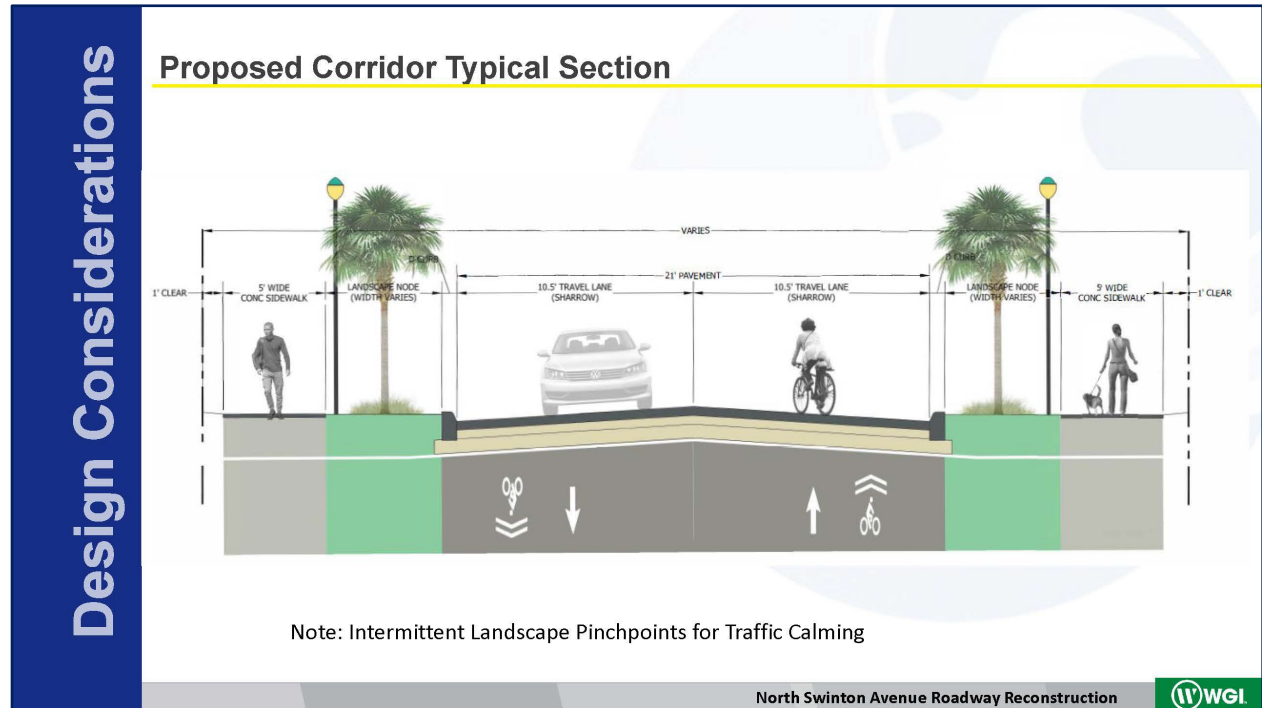 Design Considerations
Proposed Corridor Typical Section
VARIES
D CURB
21' PAVEMENT
D CURB
1' CLEAR
5' WIDE
CONC SIDEWALK
LANDSCAPE NODE
(WIDTH VARIES)
10.5' TRAVEL LANE
(SHARROW)
10.5' TRAVEL LANE
(SHARROW)
LANDSCAPE NODE
(WIDTH VARIES)
5' WIDE
CONC SIDEWALK
1' CLEAR
Note: Intermittent Landscape Pinchpoints for Traffic Calming
North Swinton Avenue Roadway Reconstruction
WGI